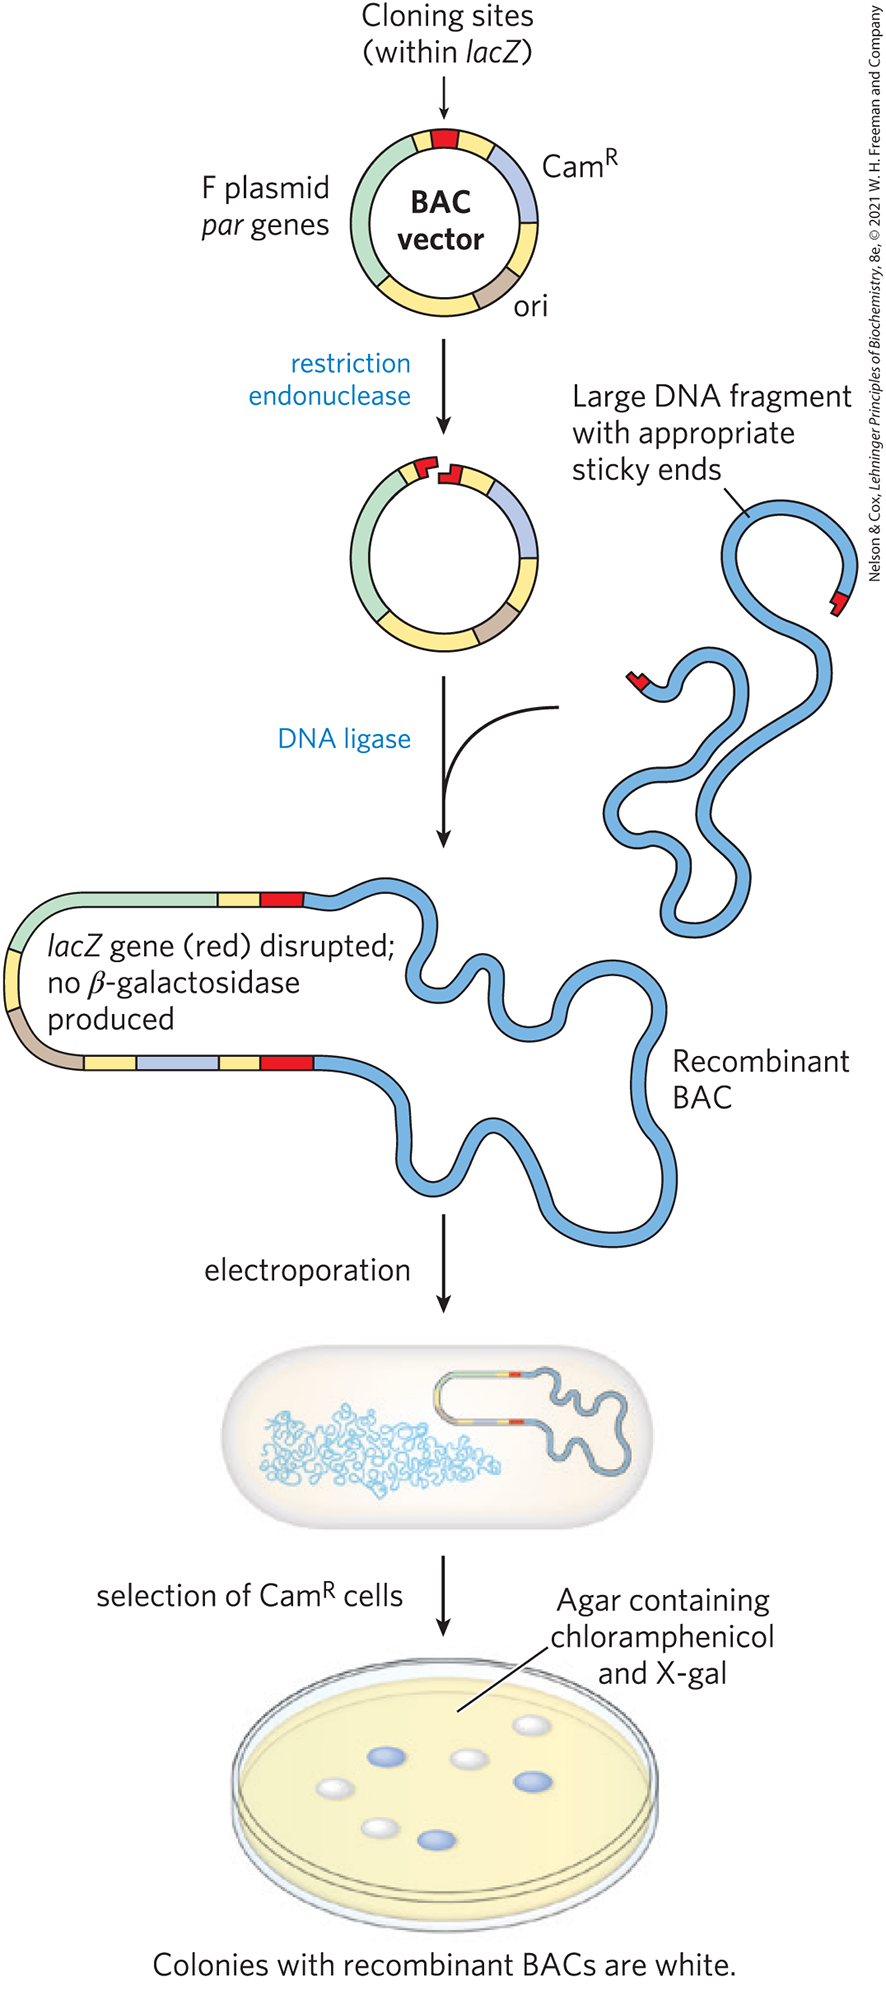 Cloning sites
(within lacZ)
F plasmid
par genes
BAC
vector
Cam^R
ori
restriction
endonuclease
Large DNA fragment
with appropriate
sticky ends
DNA ligase
lacZ gene (red) disrupted;
no β-galactosidase
produced
Recombinant
BAC
electroporation
selection of Cam^R cells
Agar containing
chloramphenicol
and X-gal
Colonies with recombinant BACs are white.
Nelson & Cox, Lehninger Principles of Biochemistry, 8e, © 2021 W. H. Freeman and Company